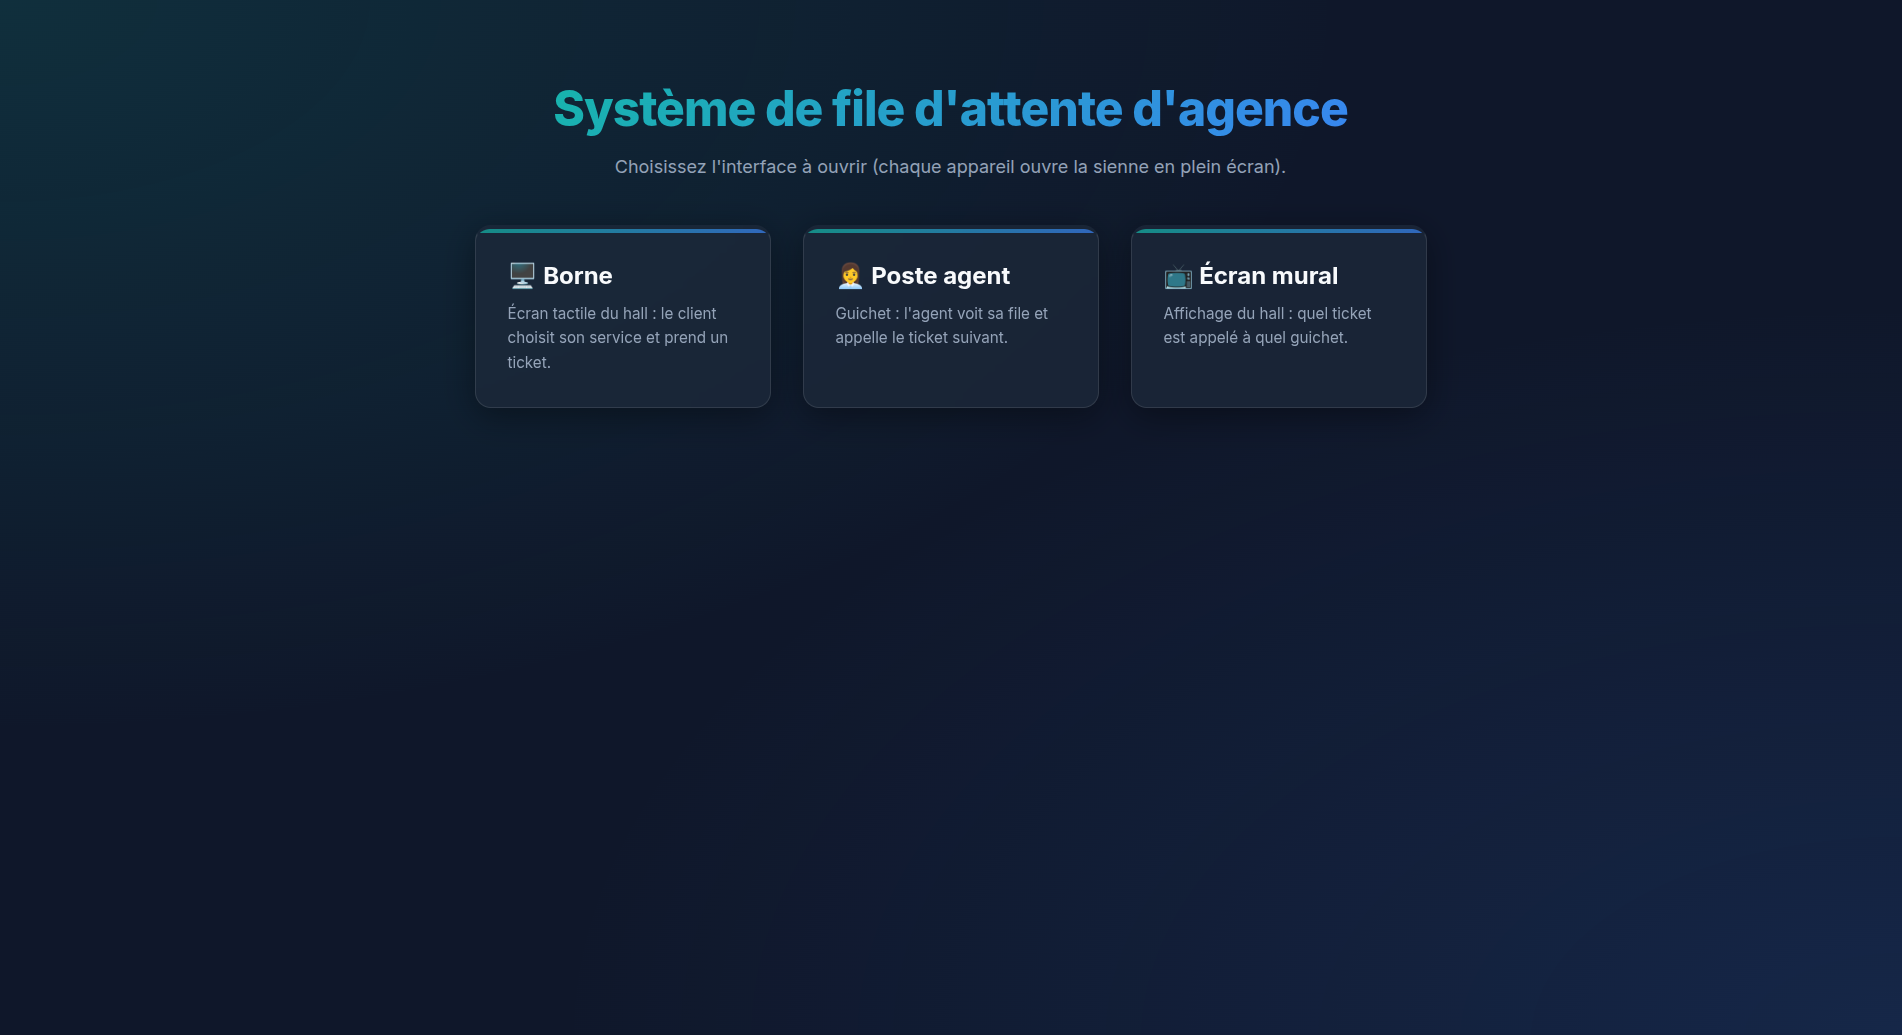 Système de file d'attente d'agence
Choisissez l'interface à ouvrir (chaque appareil ouvre la sienne en plein écran).
Borne
Écran tactile du hall : le client
choisit son service et prend un
ticket.
Poste agent
Guichet : l'agent voit sa file et
appelle le ticket suivant.
Écran mural
Affichage du hall : quel ticket
est appelé à quel guichet.